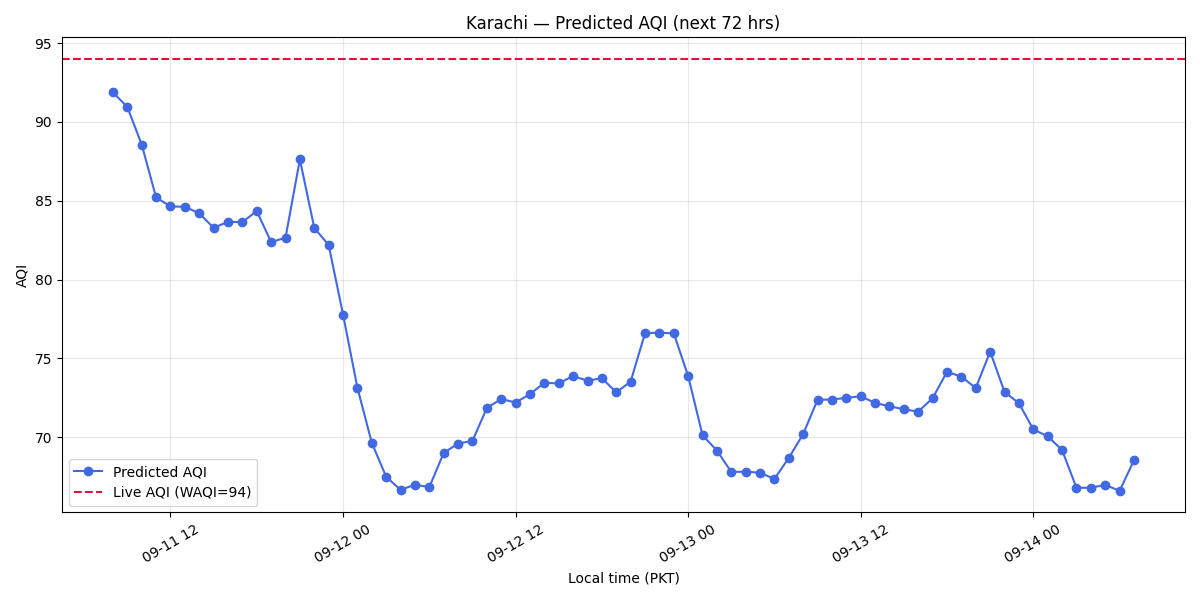 Karachi — Predicted AQI (next 72 hrs)
95
90
85
80
75
70
AQI
Predicted AQI
Live AQI (WAQI=94)
09-11 12
09-12 00
09-12 12
09-13 00
09-13 12
09-14 00
Local time (PKT)